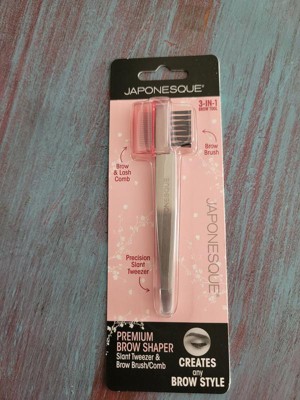 JAPONESQUE®
3-IN-1
BROW TOOL
Brow
& Lash
Comb
Brow
Brush
JAPONESQUE®
Precision
Slant
Tweezer
PREMIUM
BROW SHAPER
Slant Tweezer &
Brow Brush/Comb
CREATES
any
BROW STYLE